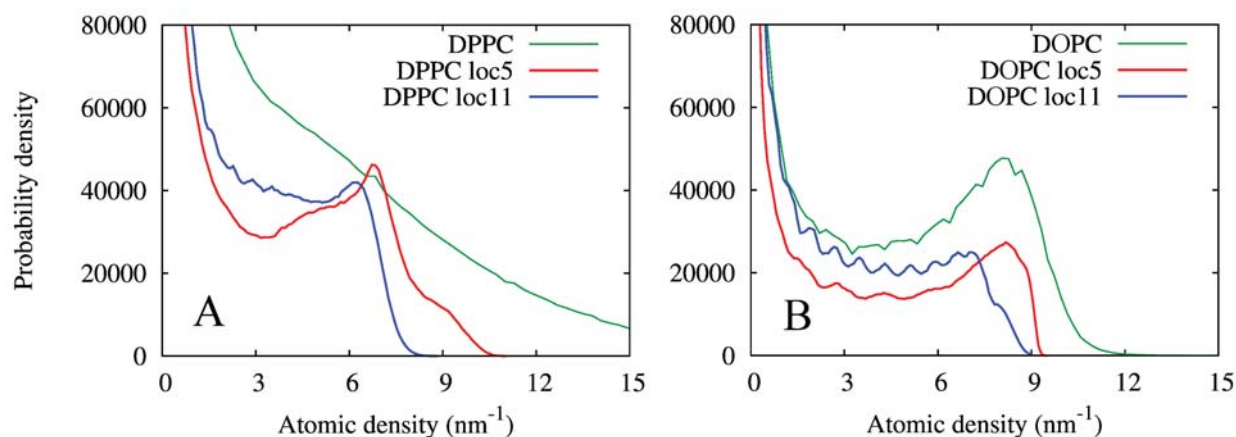 80000
60000
40000
20000
0
Probability density
DPPC
DPPC loc5
DPPC loc11
A
0 3 6 9 12 15
Atomic density (nm⁻¹)
80000
60000
40000
20000
0
DOPC
DOPC loc5
DOPC loc11
B
0 3 6 9 12 15
Atomic density (nm⁻¹)